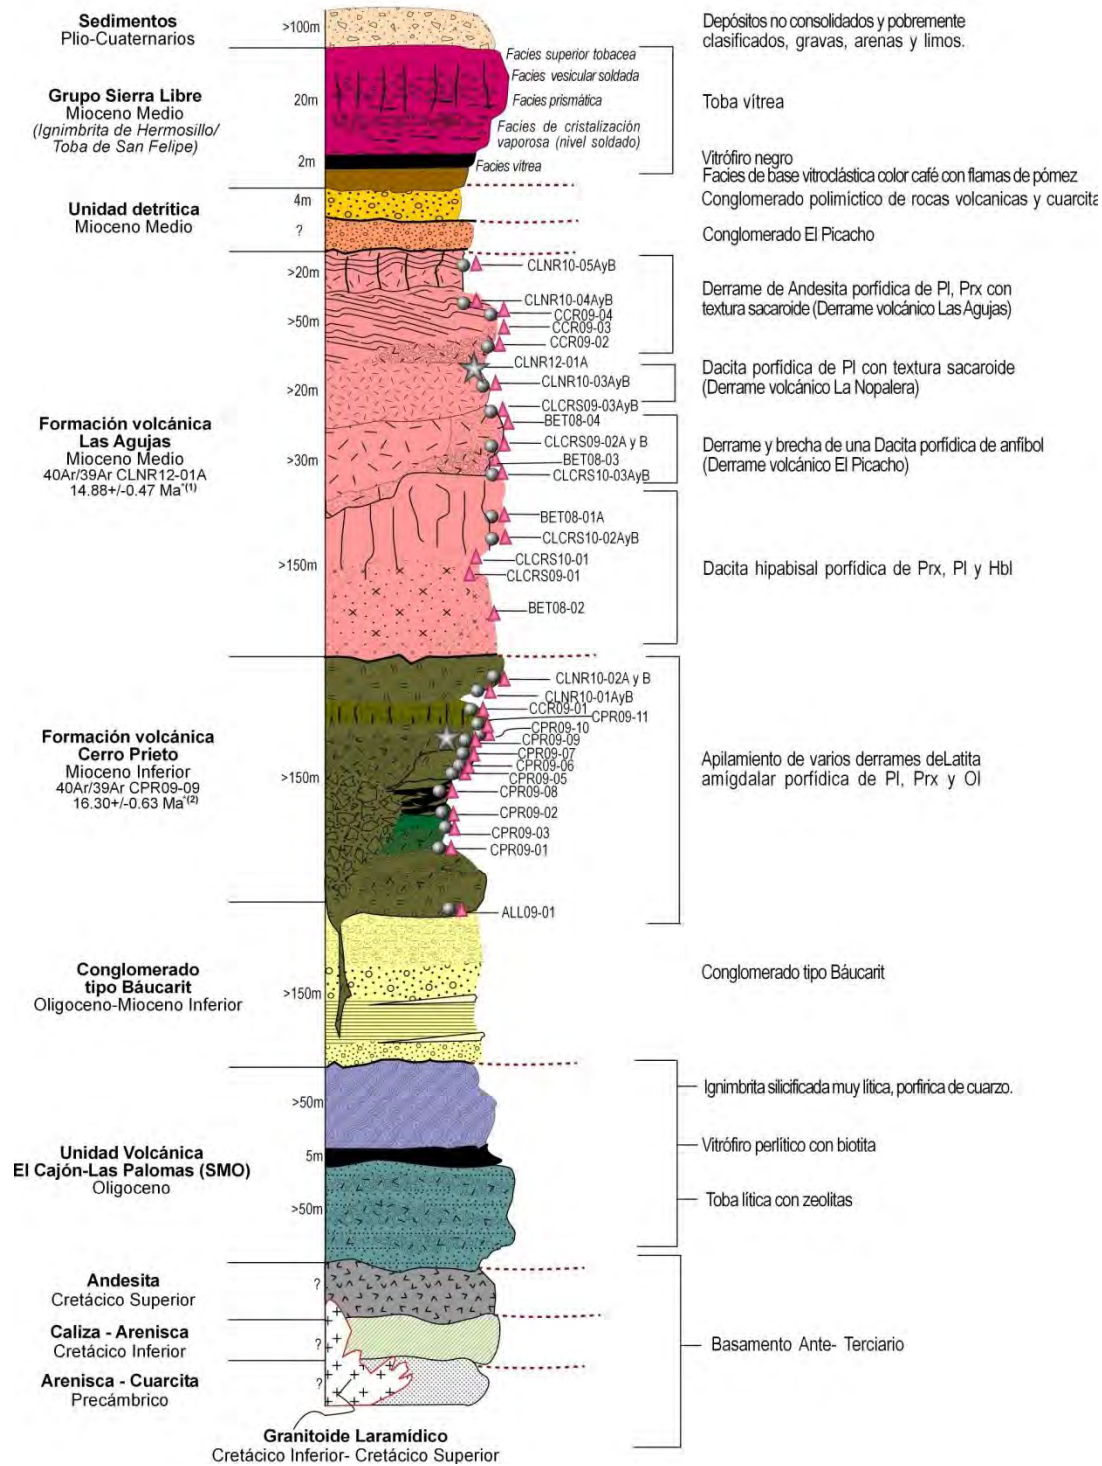 Sedimentos
Plio-Cuaternarios
>100m
Depósitos no consolidados y pobremente
clasificados, gravas, arenas y limos.
Grupo Sierra Libre
Mioceno Medio
(Ignimbrita de Hermosillo/
Toba de San Felipe)
20m
2m
Facies superior tobacea
Facies vesicular soldada
Facies prismática
Facies de cristalización
vaporosa (nivel soldado)
Facies vitrea
Toba vítrea
Vitrófiro negro
Facies de base vitroclástica color café con flamas de pómez
Unidad detrítica
Mioceno Medio
4m
?
Conglomerado polimíctico de rocas volcanicas y cuarcita
Conglomerado El Picacho
Formación volcánica
Las Agujas
Mioceno Medio
40Ar/39Ar CLNR12-01A
14.88+/-0.47 Ma*(1)
>20m
>50m
>20m
>30m
>150m
CLNR10-05AyB
CLNR10-04AyB
CCR09-04
CCR09-03
CCR09-02
CLNR12-01A
CLNR10-03AyB
CLCRS09-03AyB
BET08-04
CLCRS09-02A y B
BET08-03
CLCRS10-03AyB
BET08-01A
CLCRS10-02AyB
CLCRS10-01
CLCRS09-01
BET08-02
Derrame de Andesita porfídica de Pl, Prx con
textura sacaroide (Derrame volcánico Las Agujas)
Dacita porfídica de Pl con textura sacaroide
(Derrame volcánico La Nopalera)
Derrame y brecha de una Dacita porfídica de anfíbol
(Derrame volcánico El Picacho)
Dacita hipabisal porfídica de Prx, Pl y Hbl
Formación volcánica
Cerro Prieto
Mioceno Inferior
40Ar/39Ar CPR09-09
16.30+/-0.63 Ma*(2)
>150m
CLNR10-02A y B
CLNR10-01AyB
CCR09-01
CPR09-11
CPR09-10
CPR09-09
CPR09-07
CPR09-06
CPR09-05
CPR09-08
CPR09-02
CPR09-03
CPR09-01
ALL09-01
Apilamiento de varios derrames deLatita
amígdalar porfídica de Pl, Prx y Ol
Conglomerado
tipo Báucarit
Oligoceno-Mioceno Inferior
>150m
Conglomerado tipo Báucarit
Unidad Volcánica
El Cajón-Las Palomas (SMO)
Oligoceno
>50m
5m
>50m
Ignimbrita silicificada muy lítica, porfirica de cuarzo.
Vitrófiro perlítico con biotita
Toba lítica con zeolitas
Andesita
Cretácico Superior
?
Caliza - Arenisca
Cretácico Inferior
?
Arenisca - Cuarcita
Precámbrico
?
Basamento Ante- Terciario
Granitoide Laramídico
Cretácico Inferior- Cretácico Superior